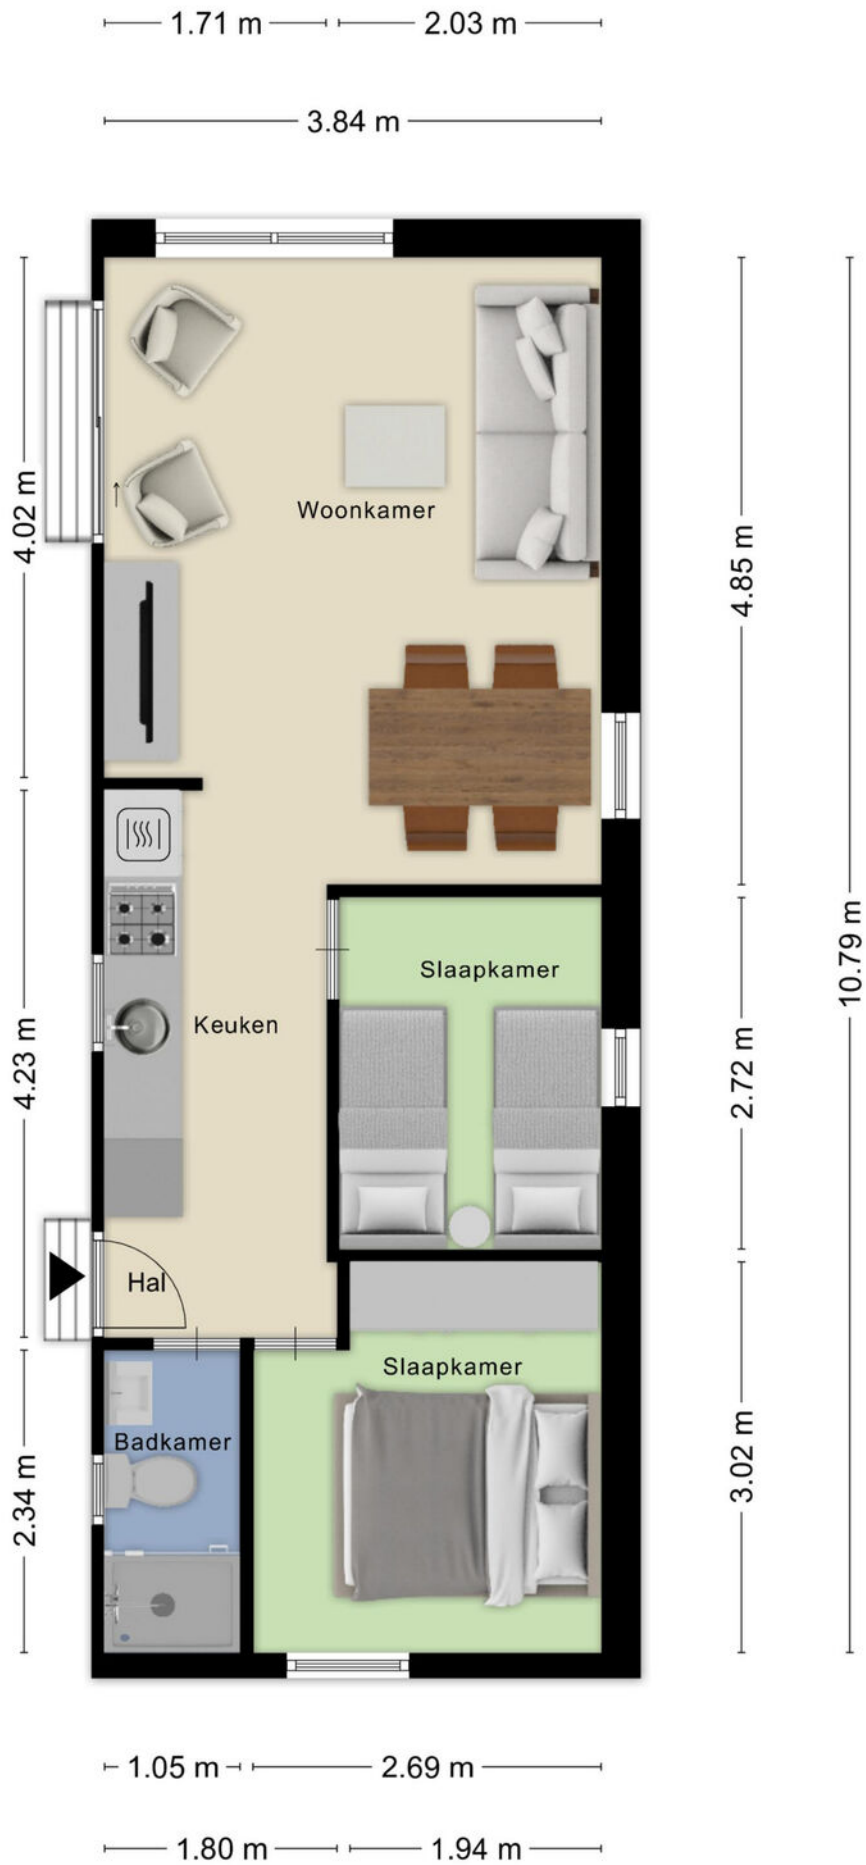 1.71 m
2.03 m
3.84 m
4.02 m
Woonkamer
4.85 m
10.79 m
Slaapkamer
Keuken
4.23 m
2.72 m
Hal
Slaapkamer
Badkamer
2.34 m
3.02 m
1.05 m
2.69 m
1.80 m
1.94 m